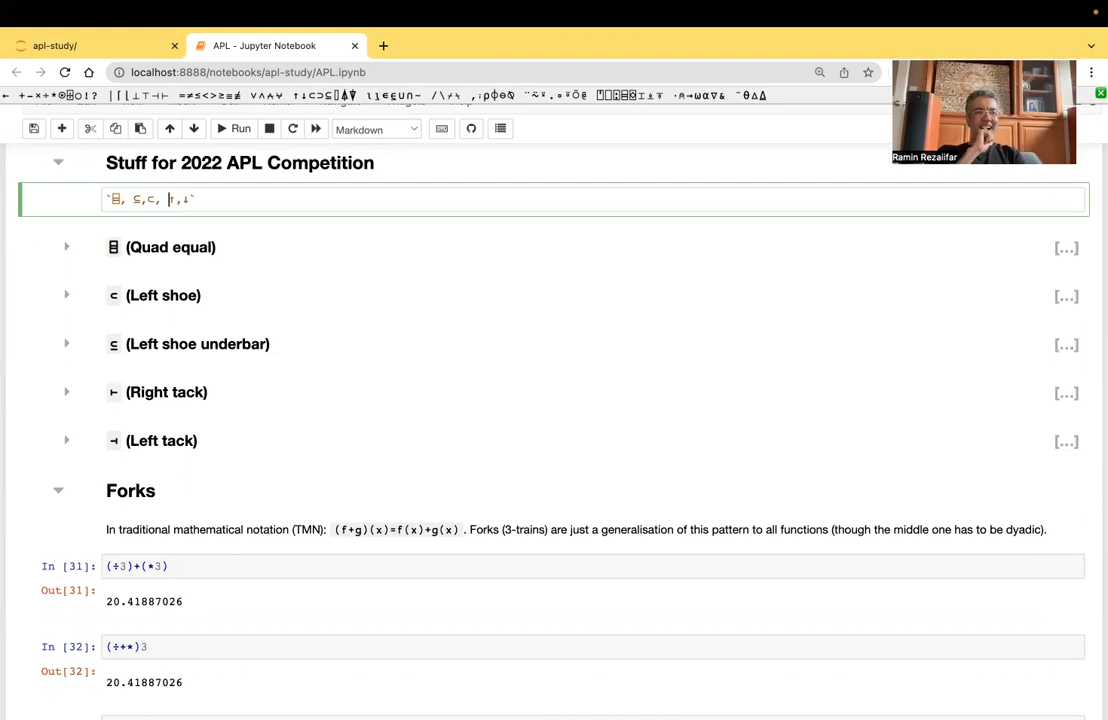 apl-study/
APL - Jupyter Notebook
localhost:8888/notebooks/apl-study/APL.ipynb
Run
Markdown
Ramin Rezaiifar
Stuff for 2022 APL Competition
`⌸, ⊆,⊂, ↑,↓`
⌸ (Quad equal)
[...]
⊂ (Left shoe)
[...]
⊆ (Left shoe underbar)
[...]
⊢ (Right tack)
[...]
⊣ (Left tack)
[...]
Forks
In traditional mathematical notation (TMN): (f+g)(x)=f(x)+g(x) . Forks (3-trains) are just a generalisation of this pattern to all functions (though the middle one has to be dyadic).
In [31]: (÷3)+(*3)
Out[31]:
20.41887026
In [32]: (÷+*)3
Out[32]:
20.41887026